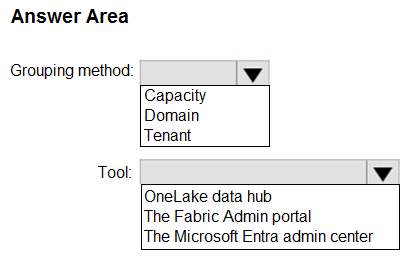 Answer Area
Grouping method:
Capacity
Domain
Tenant
Tool:
OneLake data hub
The Fabric Admin portal
The Microsoft Entra admin center